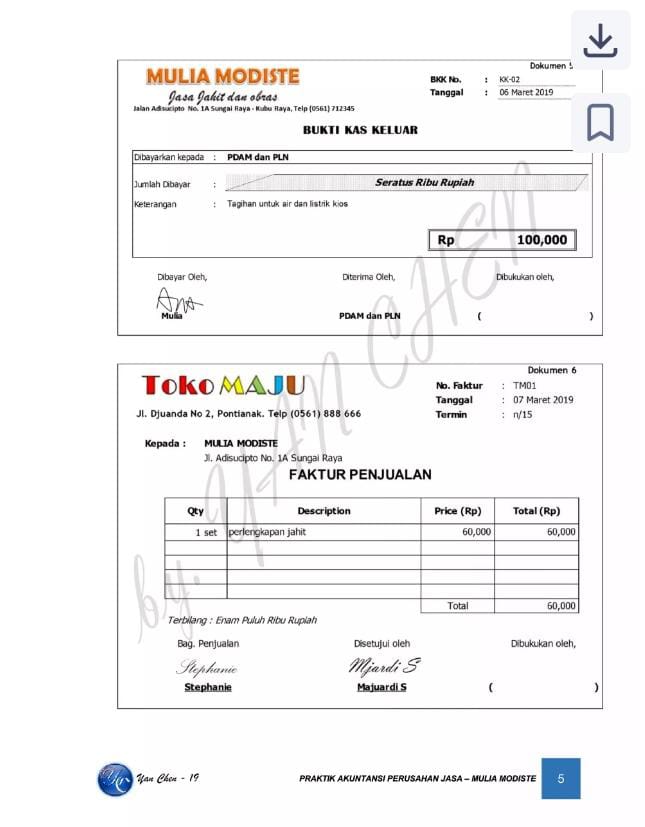 Dokumen 5
MULIA MODISTE
Jasa Jahit dan obras
Jalan Adisucipto No. 1A Sungai Raya - Kubu Raya, Telp (0561) 712345
BKK No. : KK-02
Tanggal : 06 Maret 2019
BUKTI KAS KELUAR
Dibayarkan kepada : PDAM dan PLN
Jumlah Dibayar : Seratus Ribu Rupiah
Keterangan : Tagihan untuk air dan listrik kios
Rp 100,000
Dibayar Oleh, Diterima Oleh, Dibukukan oleh,
Mulia PDAM dan PLN ( )
Dokumen 6
Toko MAJU
Jl. Djuanda No 2, Pontianak. Telp (0561) 888 666
No. Faktur : TM01
Tanggal : 07 Maret 2019
Termin : n/15
Kepada : MULIA MODISTE
Jl. Adisucipto No. 1A Sungai Raya
FAKTUR PENJUALAN
Qty Description Price (Rp) Total (Rp)
1 set perlengkapan jahit 60,000 60,000
Total 60,000
Terbilang : Enam Puluh Ribu Rupiah
Bag. Penjualan Disetujui oleh Dibukukan oleh,
Stephanie Mjardi S
Stephanie Majuardi S ( )
by. YAN CHEN
Yan Chen - 19
PRAKTIK AKUNTANSI PERUSAHAN JASA – MULIA MODISTE 5